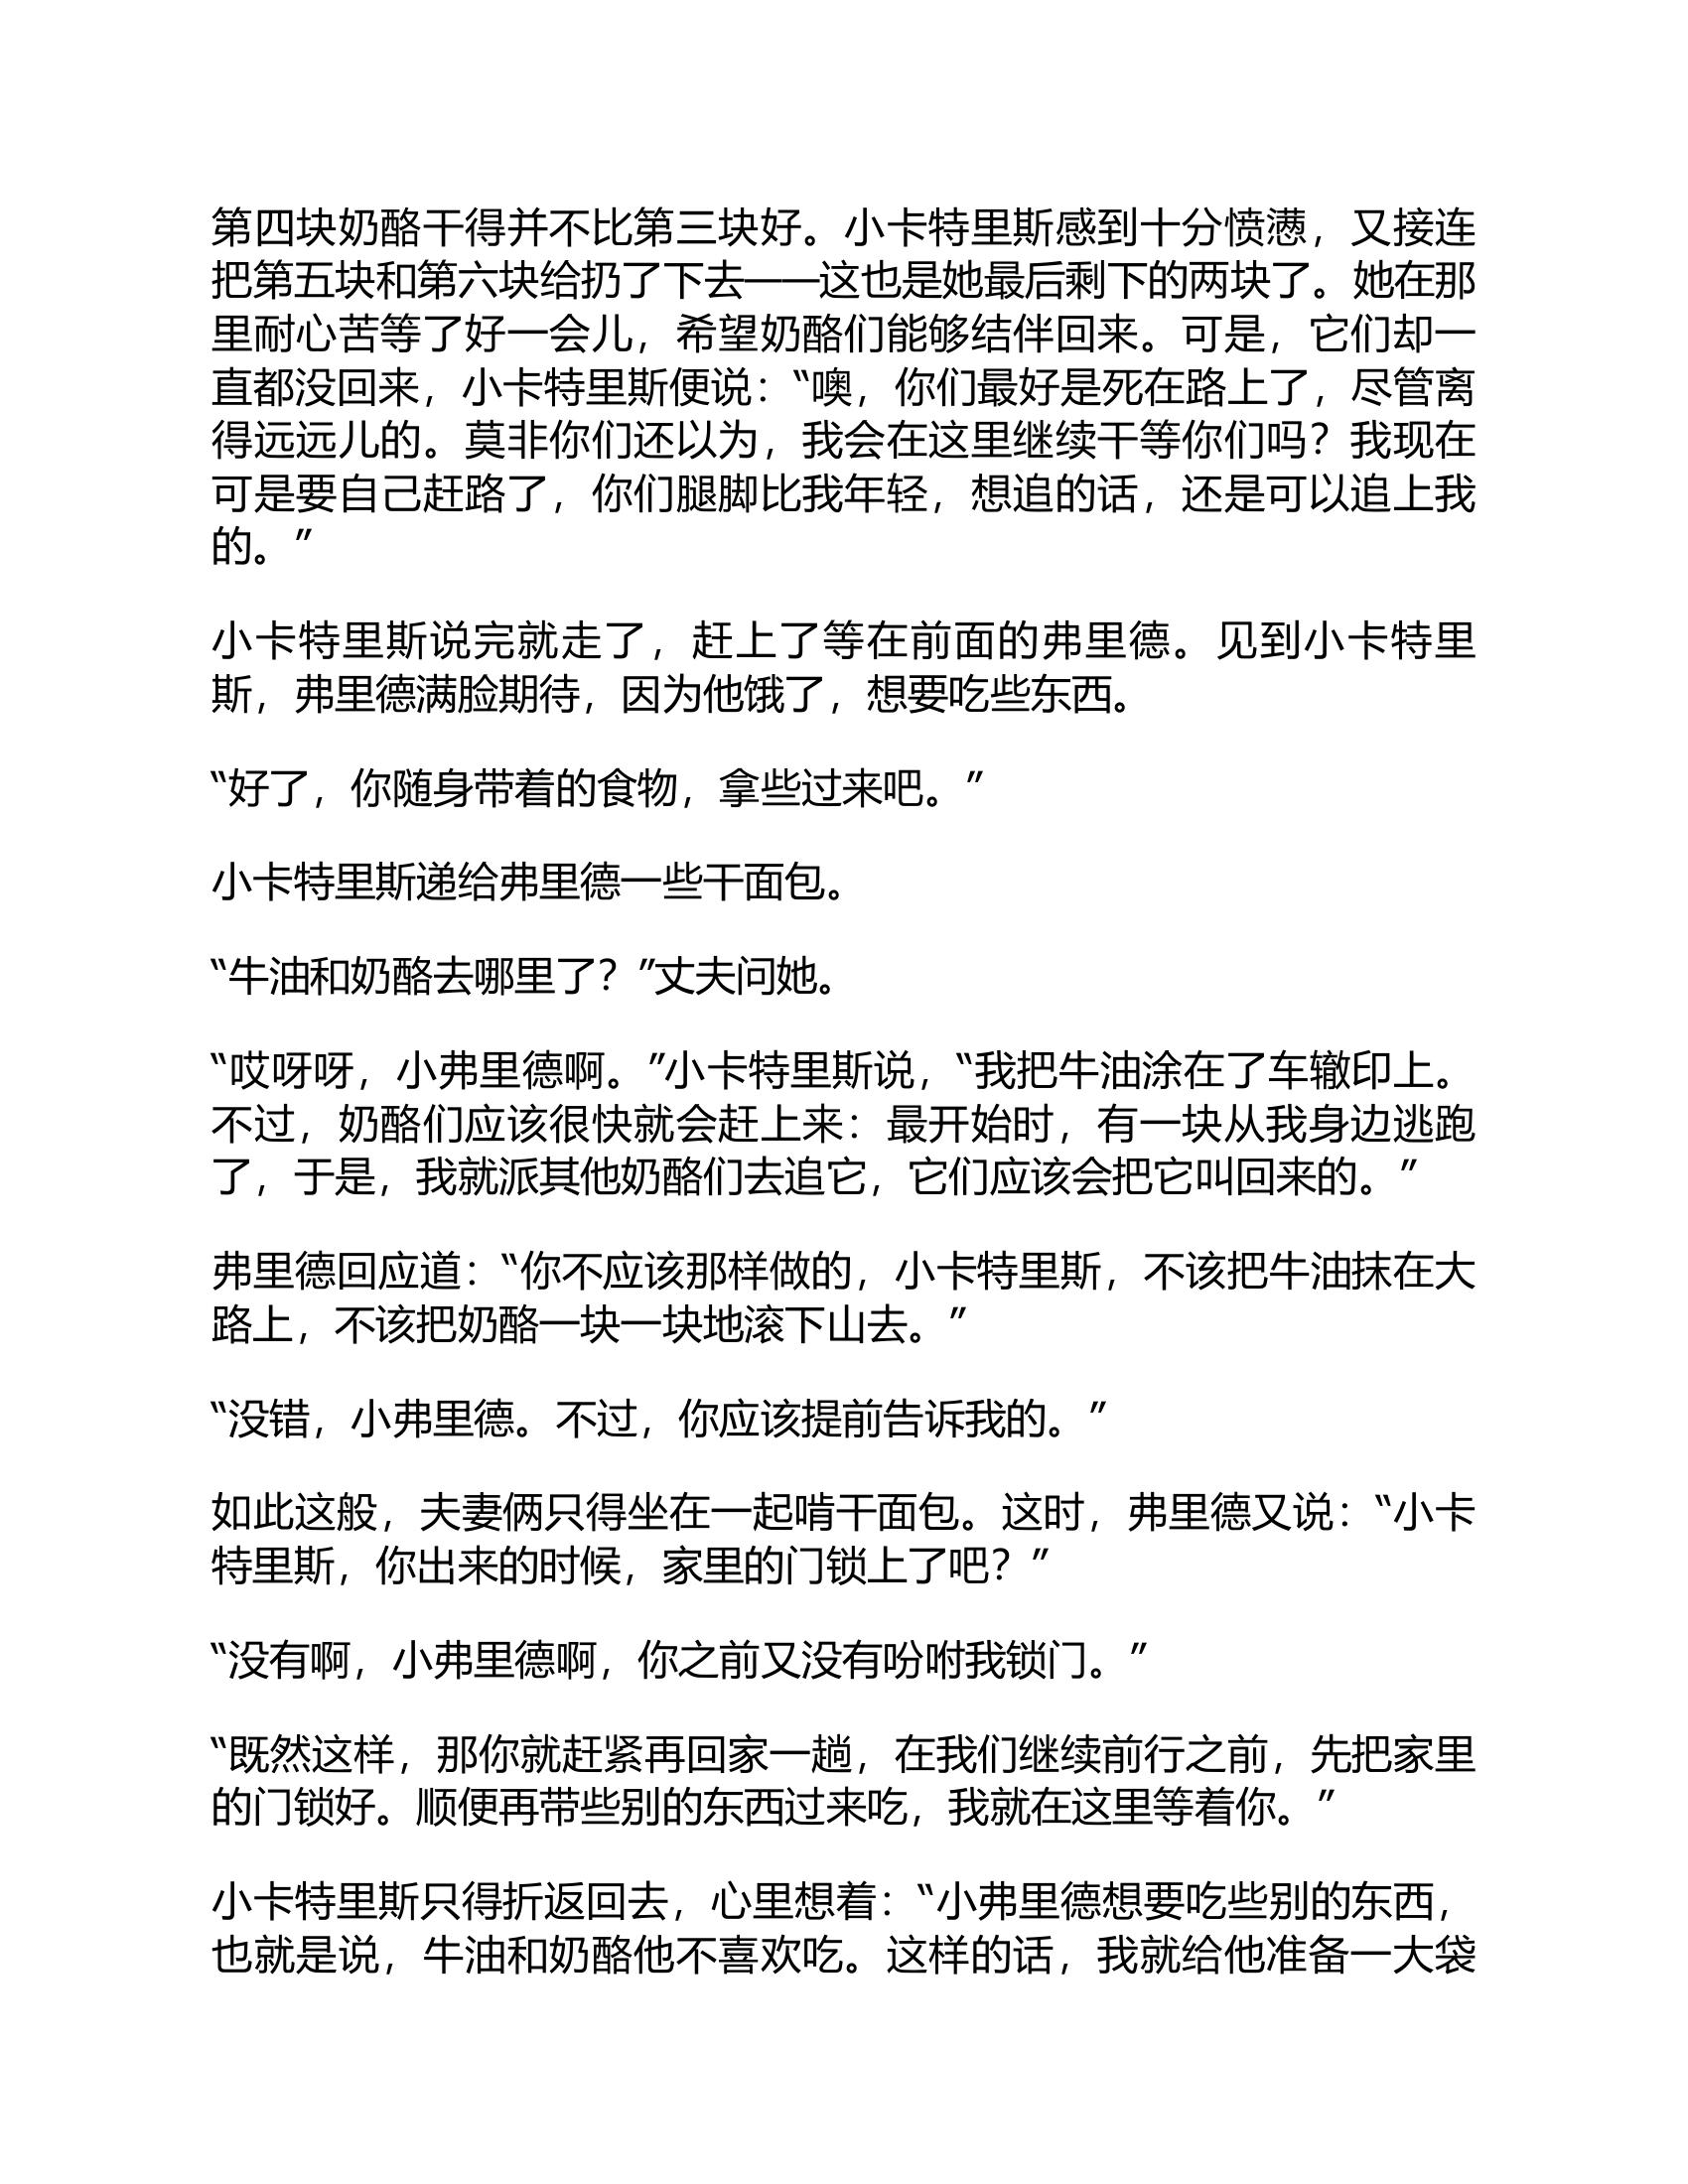 第四块奶酪干得并不比第三块好。小卡特里斯感到十分愤懑，又接连
把第五块和第六块给扔了下去——这也是她最后剩下的两块了。她在那
里耐心苦等了好一会儿，希望奶酪们能够结伴回来。可是，它们却一
直都没回来，小卡特里斯便说：“噢，你们最好是死在路上了，尽管离
得远远儿的。莫非你们还以为，我会在这里继续干等你们吗？我现在
可是要自己赶路了，你们腿脚比我年轻，想追的话，还是可以追上我
的。”
小卡特里斯说完就走了，赶上了等在前面的弗里德。见到小卡特里
斯，弗里德满脸期待，因为他饿了，想要吃些东西。
“好了，你随身带着的食物，拿些过来吧。”
小卡特里斯递给弗里德一些干面包。
“牛油和奶酪去哪里了？”丈夫问她。
“哎呀呀，小弗里德啊。”小卡特里斯说，“我把牛油涂在了车辙印上。
不过，奶酪们应该很快就会赶上来：最开始时，有一块从我身边逃跑
了，于是，我就派其他奶酪们去追它，它们应该会把它叫回来的。”
弗里德回应道：“你不应该那样做的，小卡特里斯，不该把牛油抹在大
路上，不该把奶酪一块一块地滚下山去。”
“没错，小弗里德。不过，你应该提前告诉我的。”
如此这般，夫妻俩只得坐在一起啃干面包。这时，弗里德又说：“小卡
特里斯，你出来的时候，家里的门锁上了吧？”
“没有啊，小弗里德啊，你之前又没有吩咐我锁门。”
“既然这样，那你就赶紧再回家一趟，在我们继续前行之前，先把家里
的门锁好。顺便再带些别的东西过来吃，我就在这里等着你。”
小卡特里斯只得折返回去，心里想着：“小弗里德想要吃些别的东西，
也就是说，牛油和奶酪他不喜欢吃。这样的话，我就给他准备一大袋